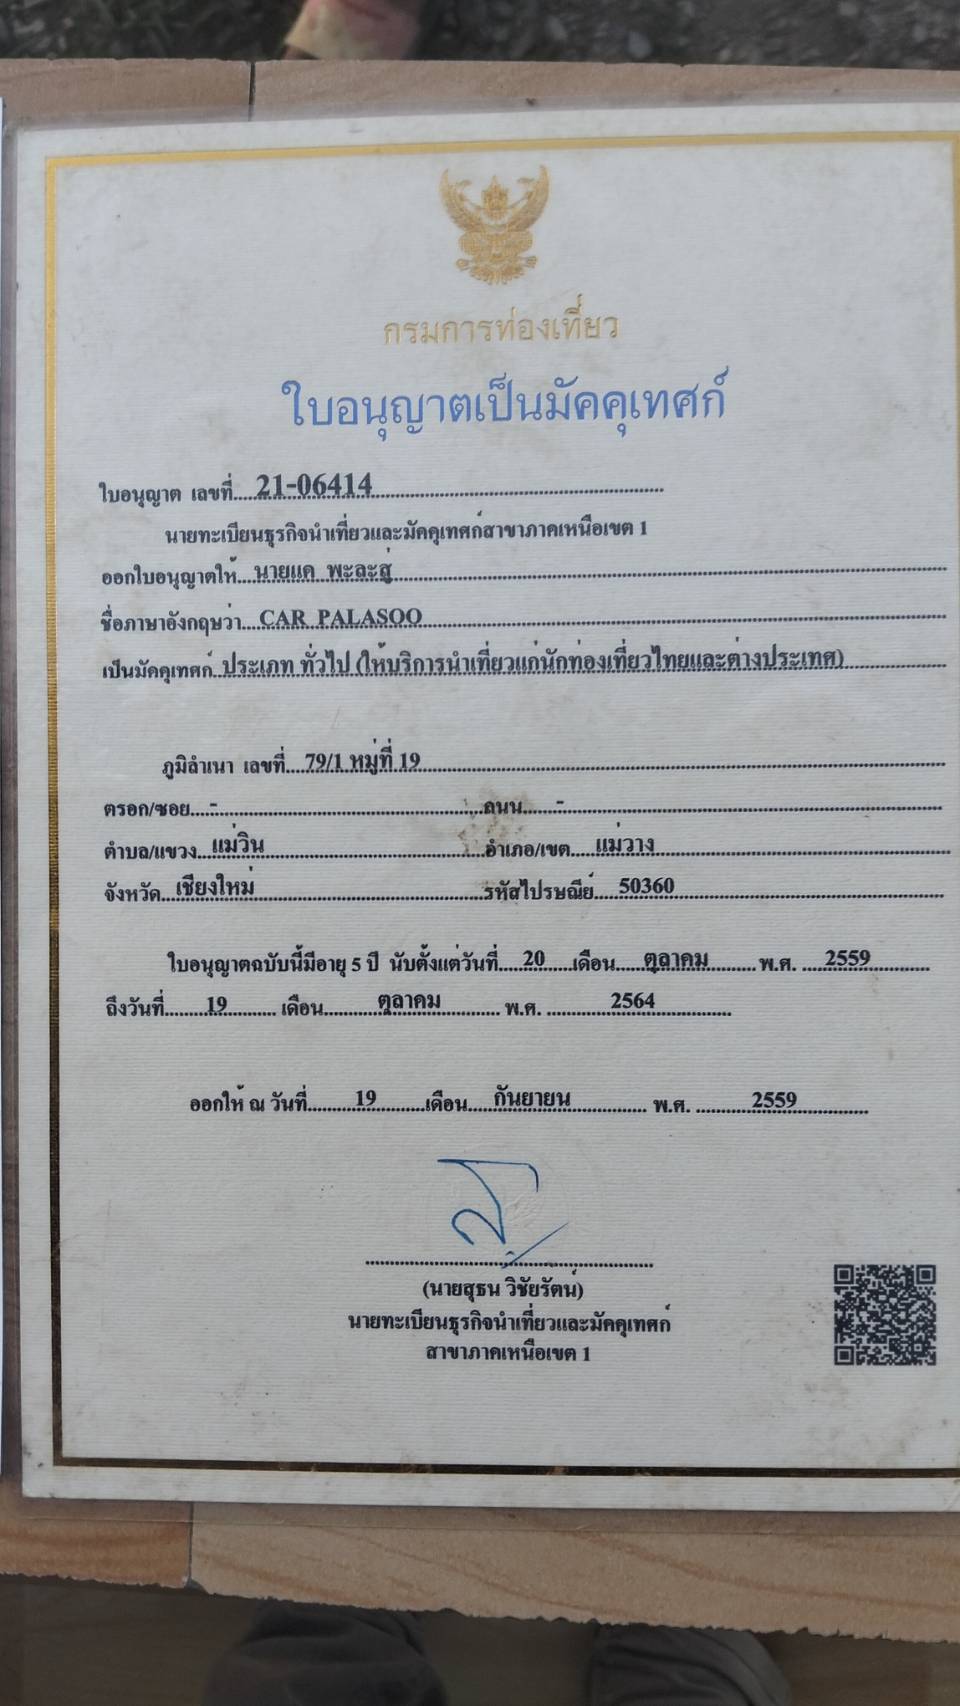 กรมการท่องเที่ยว
ใบอนุญาตเป็นมัคคุเทศก์
ใบอนุญาต เลขที่....21-06414....
นายทะเบียนธุรกิจนำเที่ยวและมัคคุเทศก์สาขาภาคเหนือเขต 1
ออกใบอนุญาตให้...นายแค พะละสู่....
ชื่อภาษาอังกฤษว่า...CAR PALASOO....
เป็นมัคคุเทศก์ ประเภท ทั่วไป (ให้บริการนำเที่ยวแก่นักท่องเที่ยวไทยและต่างประเทศ)....
ภูมิลำเนา เลขที่....79/1 หมู่ที่ 19....
ตรอก/ซอย....-....ถนน....-....
ตำบล/แขวง...แม่วิน....อำเภอ/เขต....แม่วาง....
จังหวัด...เชียงใหม่....รหัสไปรษณีย์....50360....
ใบอนุญาตฉบับนี้มีอายุ 5 ปี นับตั้งแต่วันที่....20....เดือน....ตุลาคม....พ.ศ. ....2559....
ถึงวันที่....19.... เดือน....ตุลาคม.... พ.ศ. ....2564....
ออกให้ ณ วันที่....19....เดือน....กันยายน.... พ.ศ. ....2559....
(นายสุธน วิชัยรัตน์)
นายทะเบียนธุรกิจนำเที่ยวและมัคคุเทศก์
สาขาภาคเหนือเขต 1